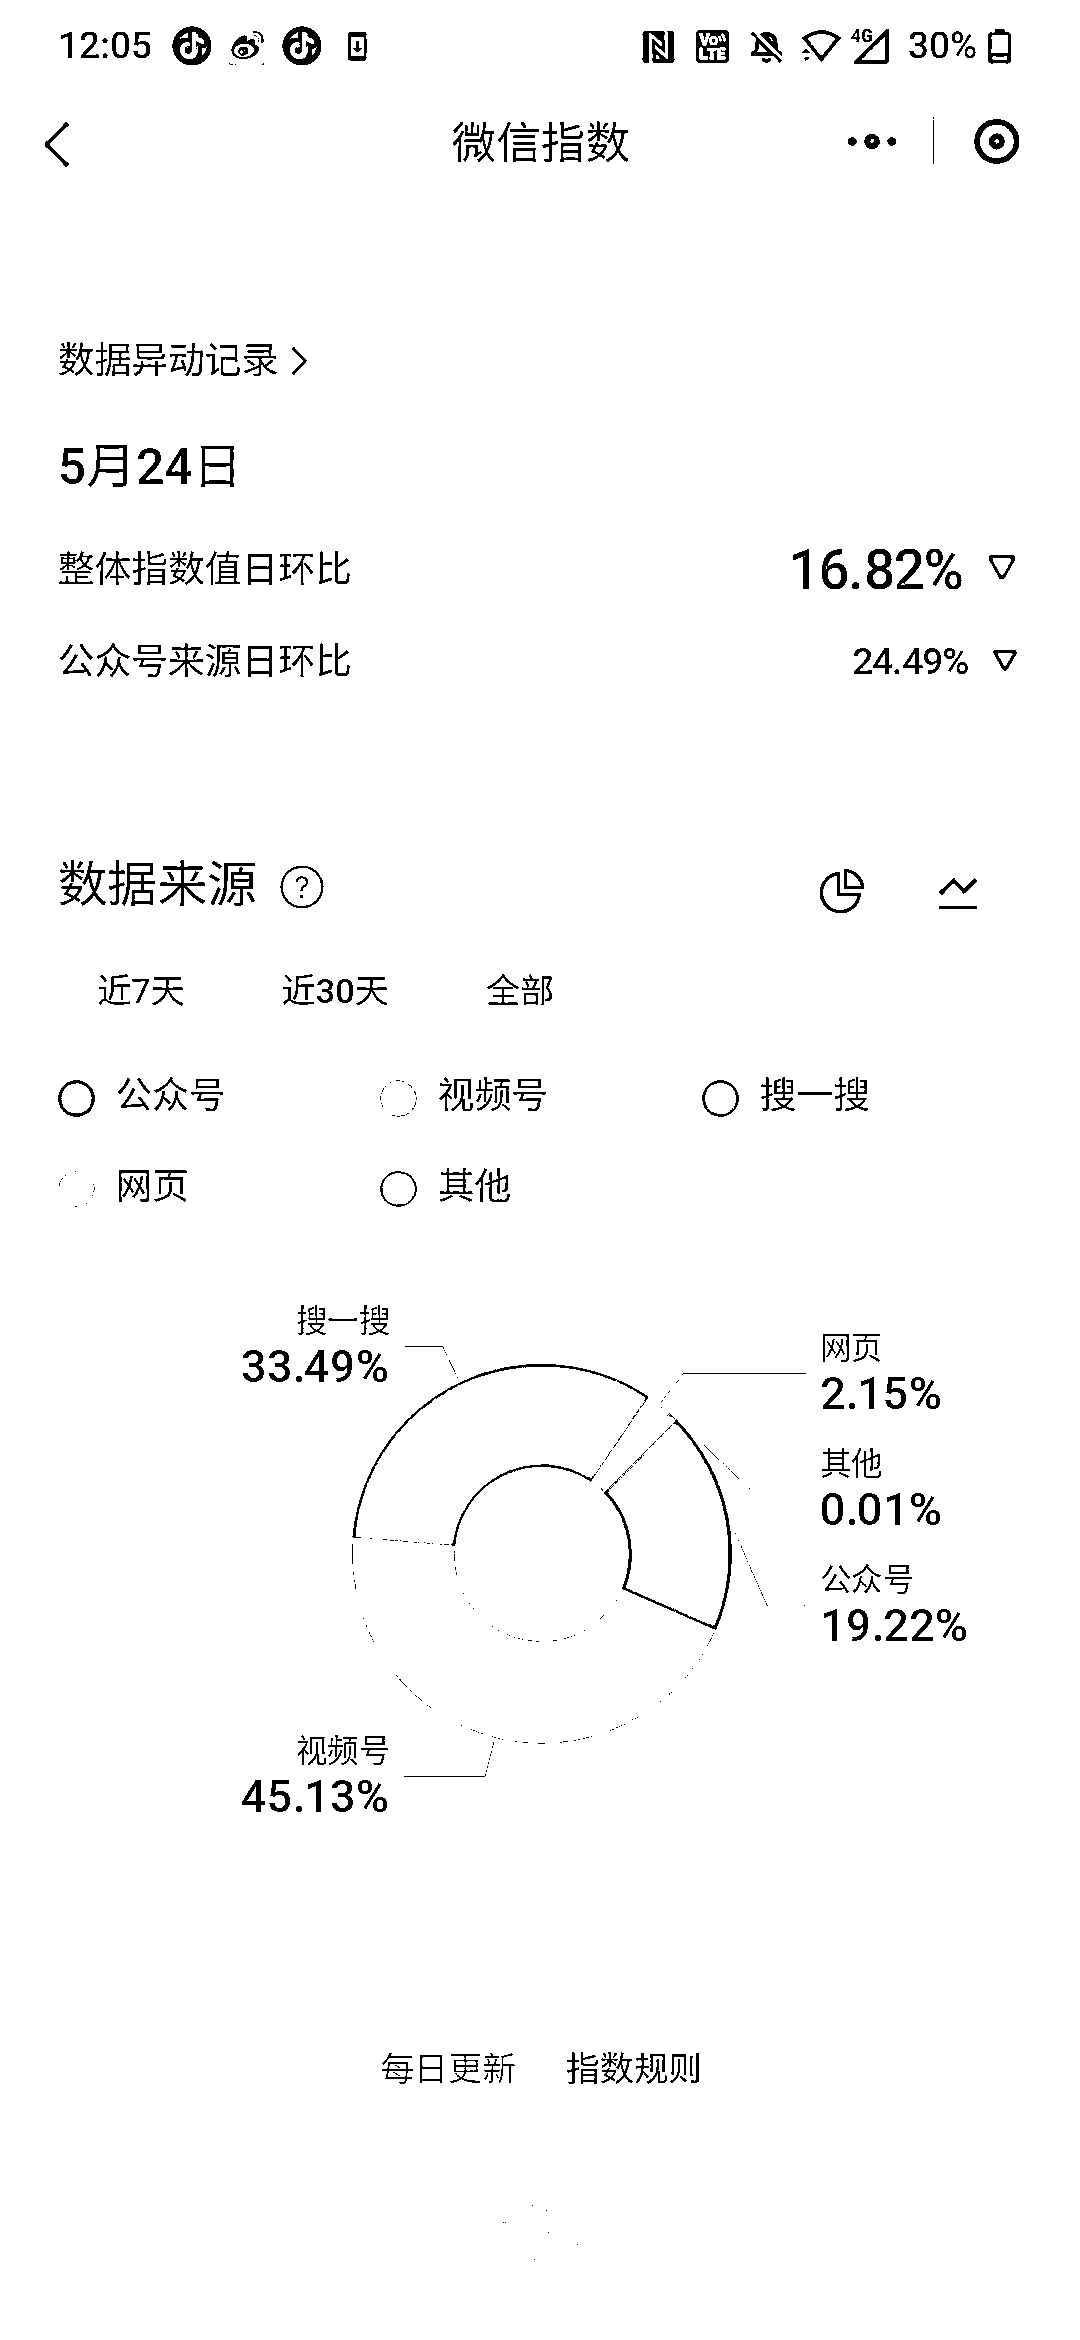 12:05 4G 30%
微信指数
数据异动记录
5月24日
整体指数值日环比 16.82%
公众号来源日环比 24.49%
数据来源 ?
近7天 近30天 全部
公众号 视频号 搜一搜
网页 其他
搜一搜
33.49%
网页
2.15%
其他
0.01%
公众号
19.22%
视频号
45.13%
每日更新 指数规则